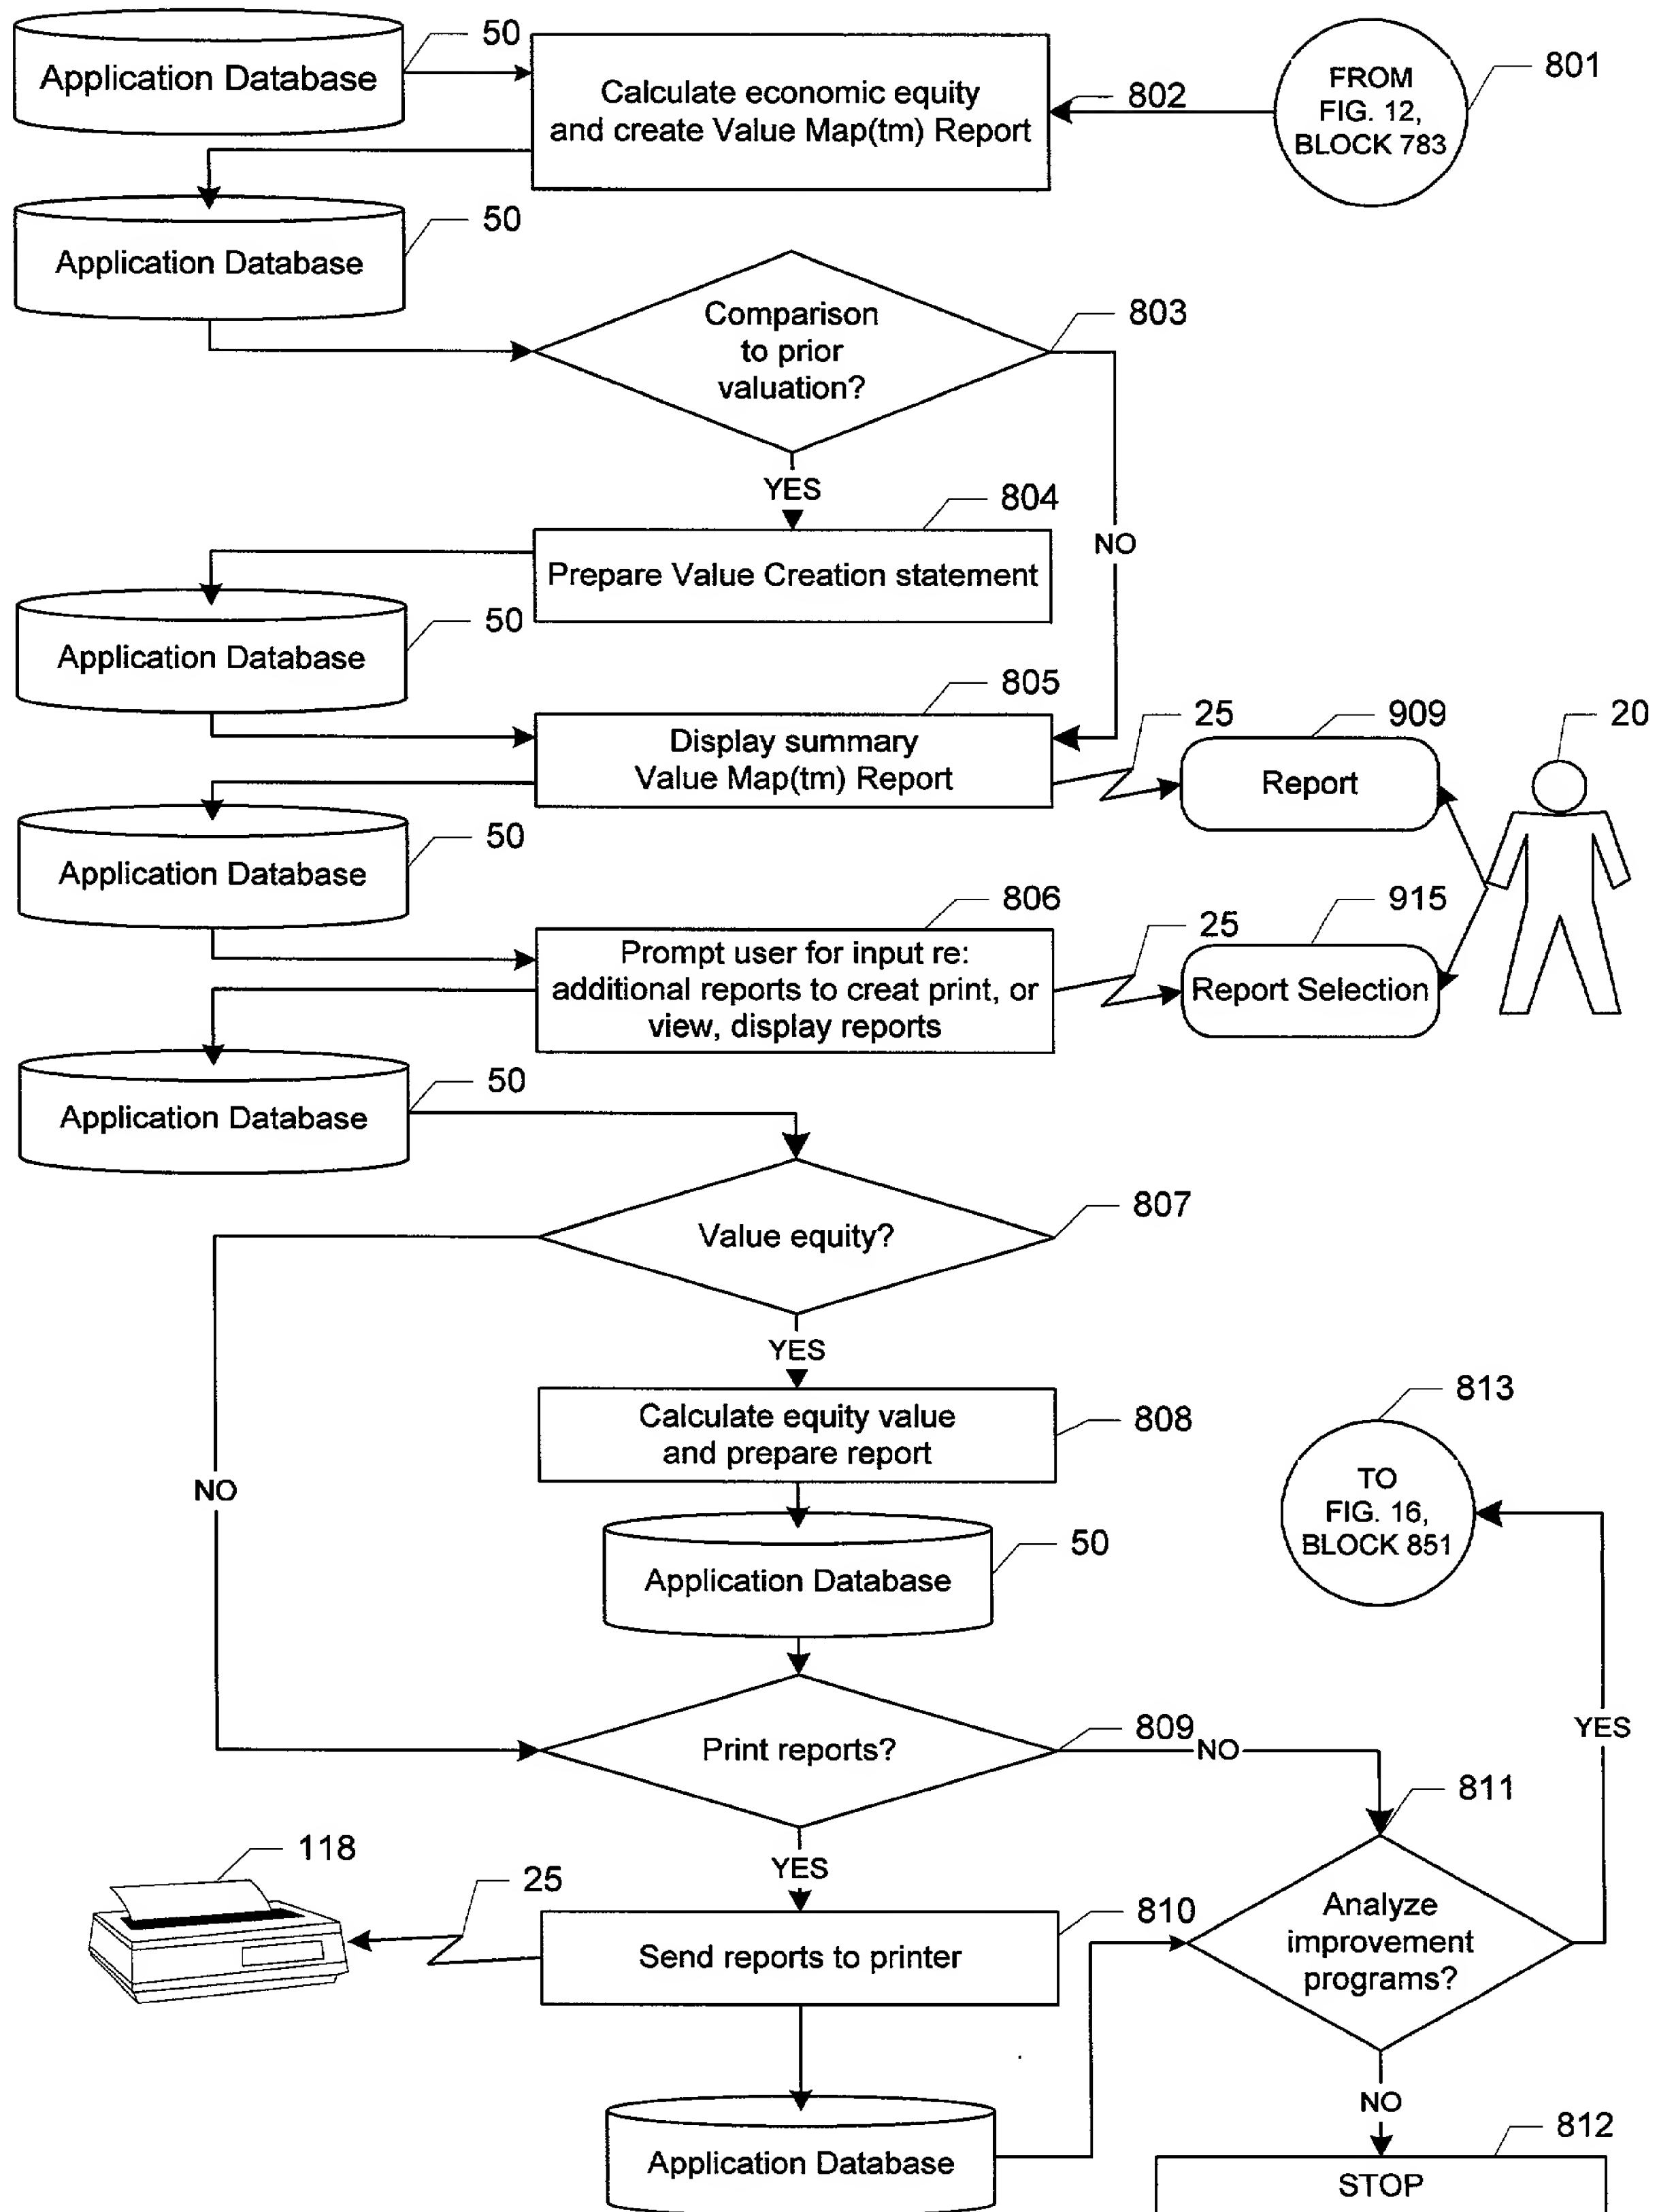 50
Application Database
Calculate economic equity
and create Value Map(tm) Report
802
FROM
FIG. 12,
BLOCK 783
801
50
Application Database
Comparison
to prior
valuation?
803
YES
NO
804
Prepare Value Creation statement
50
Application Database
805
Display summary
Value Map(tm) Report
25
909
Report
20
50
Application Database
806
Prompt user for input re:
additional reports to creat print, or
view, display reports
25
915
Report Selection
50
Application Database
807
Value equity?
YES
NO
808
Calculate equity value
and prepare report
813
TO
FIG. 16,
BLOCK 851
50
Application Database
809
Print reports?
NO
YES
811
YES
118
25
810
Send reports to printer
Analyze
improvement
programs?
NO
Application Database
812
STOP